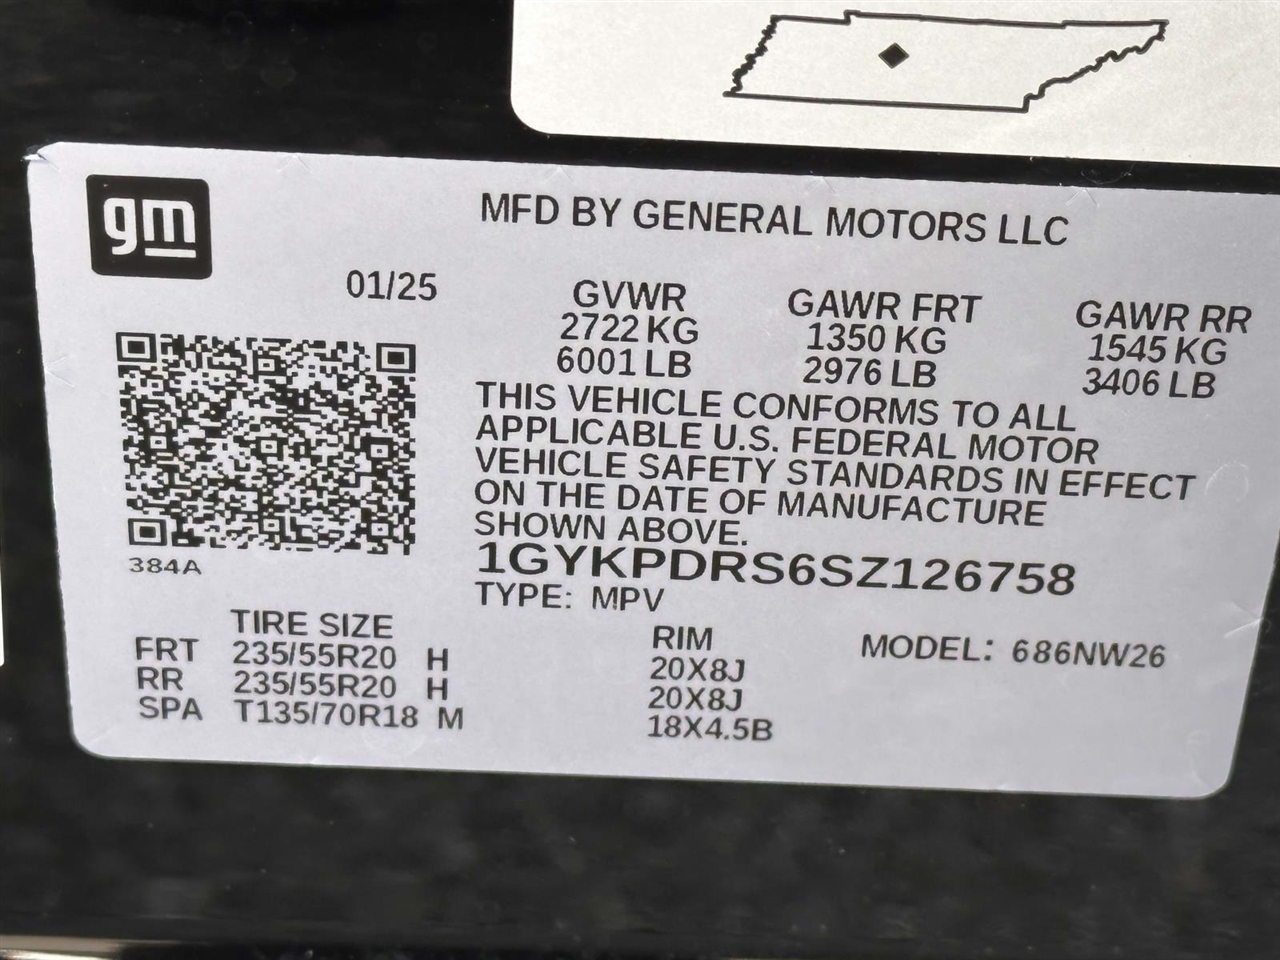 gm
MFD BY GENERAL MOTORS LLC
01/25
GVWR
2722 KG
6001 LB
GAWR FRT
1350 KG
2976 LB
GAWR RR
1545 KG
3406 LB
THIS VEHICLE CONFORMS TO ALL
APPLICABLE U.S. FEDERAL MOTOR
VEHICLE SAFETY STANDARDS IN EFFECT
ON THE DATE OF MANUFACTURE
SHOWN ABOVE.
384A
1GYKPDRS6SZ126758
TYPE: MPV
TIRE SIZE RIM MODEL: 686NW26
FRT 235/55R20 H 20X8J
RR 235/55R20 H 20X8J
SPA T135/70R18 M 18X4.5B